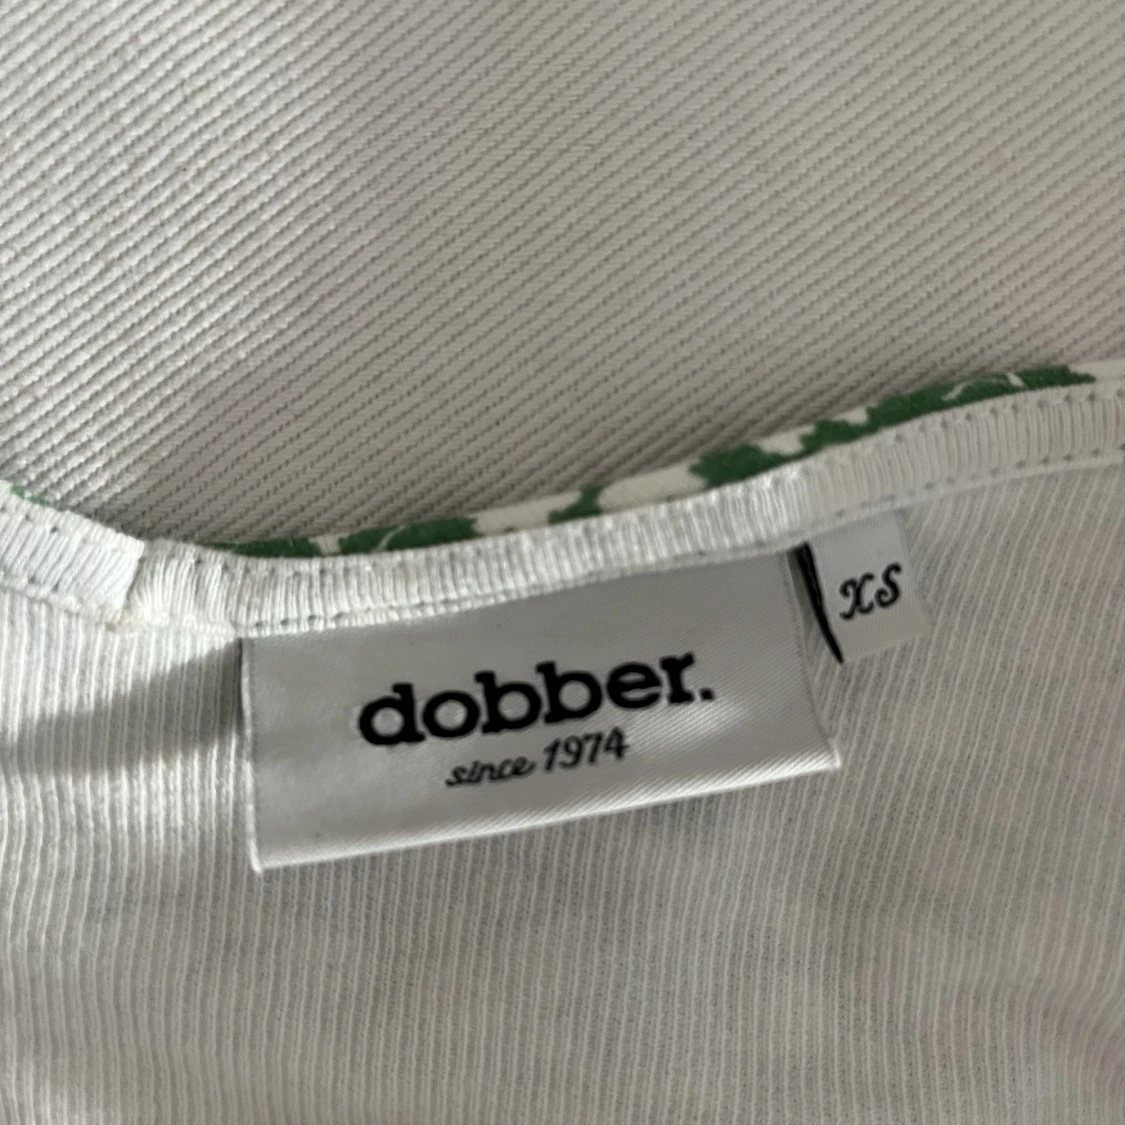 XS
dobber.
since 1974